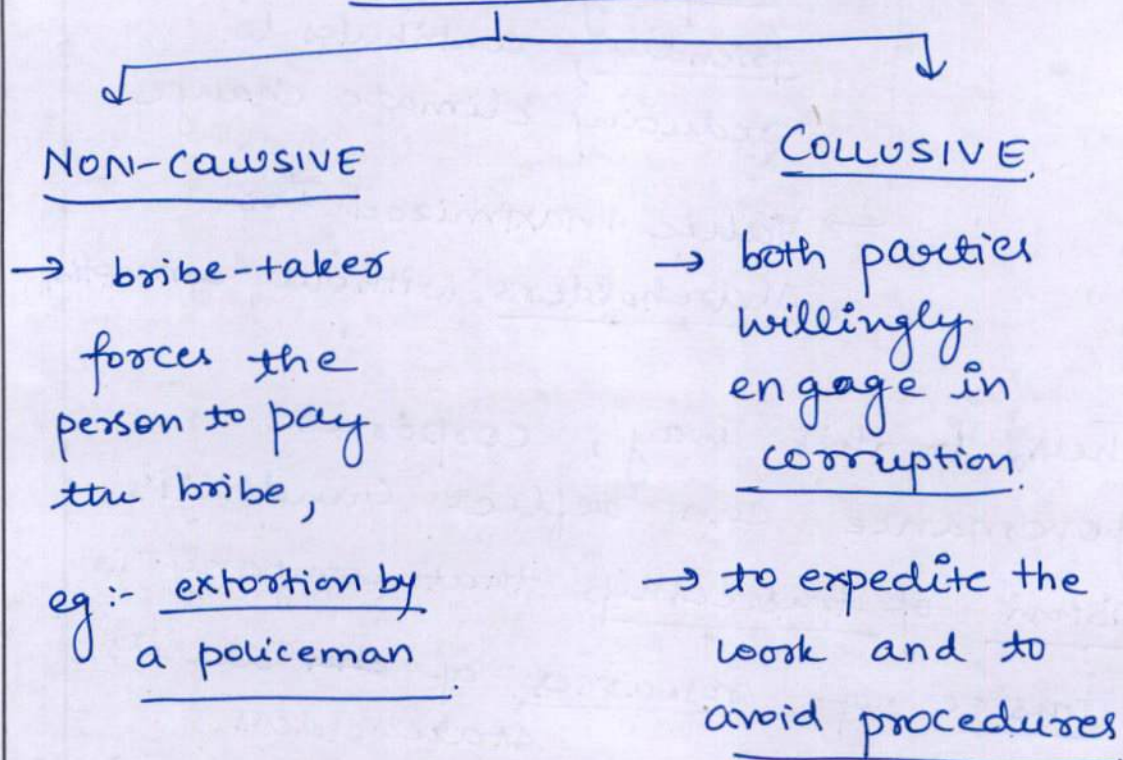 NON-COLLUSIVE
→ bribe-taker
forces the
person to pay
the bribe,
eg :- extortion by
a policeman
COLLUSIVE.
→ both parties
willingly
engage in
corruption.
→ to expedite the
work and to
avoid procedures